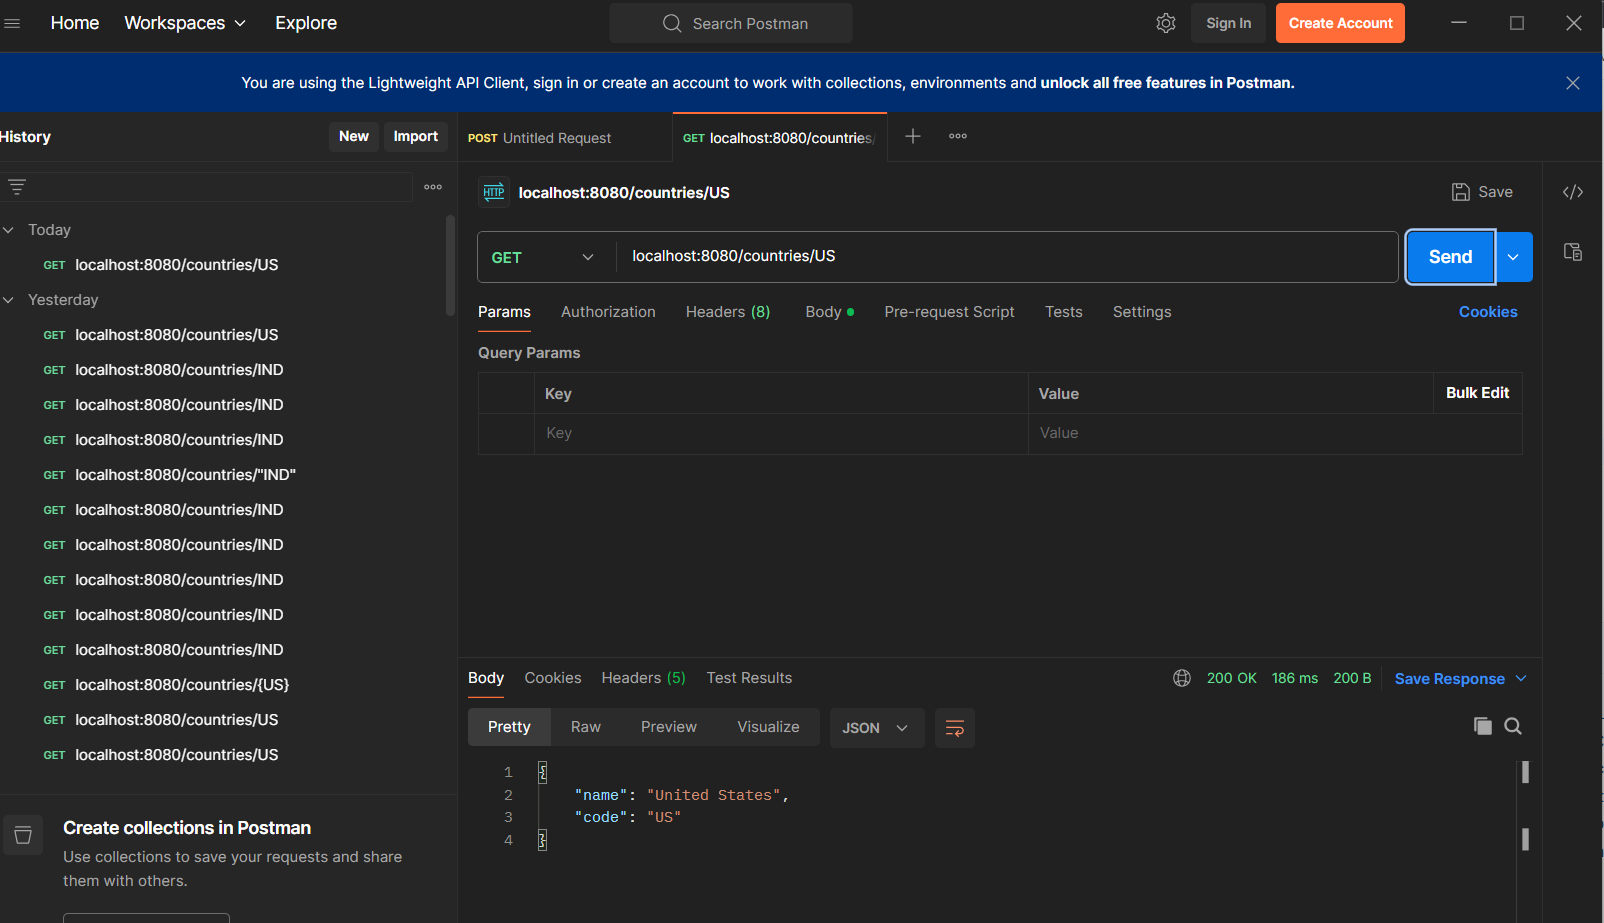 Home Workspaces Explore Search Postman Sign In Create Account
You are using the Lightweight API Client, sign in or create an account to work with collections, environments and unlock all free features in Postman.
History New Import
Today
GET localhost:8080/countries/US
Yesterday
GET localhost:8080/countries/US
GET localhost:8080/countries/IND
GET localhost:8080/countries/IND
GET localhost:8080/countries/IND
GET localhost:8080/countries/"IND"
GET localhost:8080/countries/IND
GET localhost:8080/countries/IND
GET localhost:8080/countries/IND
GET localhost:8080/countries/IND
GET localhost:8080/countries/IND
GET localhost:8080/countries/{US}
GET localhost:8080/countries/US
GET localhost:8080/countries/US
Create collections in Postman
Use collections to save your requests and share
them with others.
POST Untitled Request GET localhost:8080/countries/
HTTP localhost:8080/countries/US Save
GET localhost:8080/countries/US Send
Params Authorization Headers (8) Body Pre-request Script Tests Settings Cookies
Query Params
Key Value Bulk Edit
Key Value
Body Cookies Headers (5) Test Results 200 OK 186 ms 200 B Save Response
Pretty Raw Preview Visualize JSON
1 {
2 "name": "United States",
3 "code": "US"
4 }